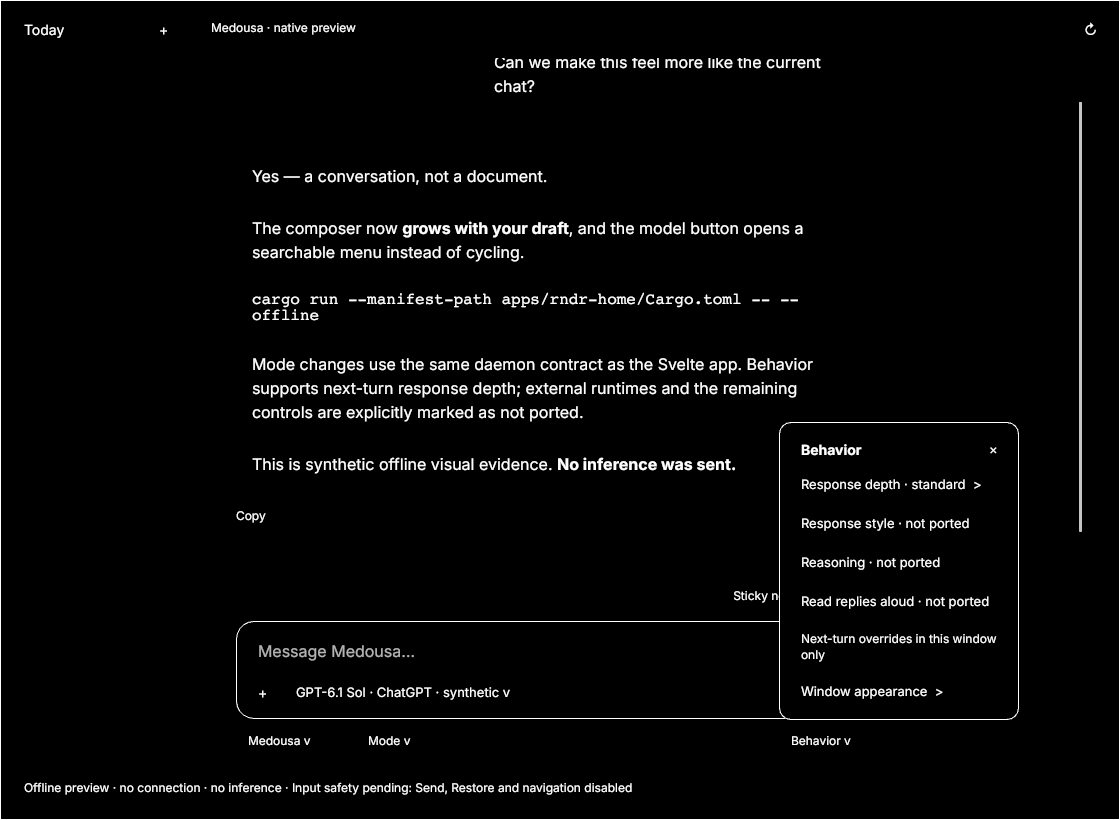 Today
+
Medousa · native preview
Can we make this feel more like the current
chat?
Yes — a conversation, not a document.
The composer now grows with your draft, and the model button opens a
searchable menu instead of cycling.
cargo run --manifest-path apps/rndr-home/Cargo.toml -- --
offline
Mode changes use the same daemon contract as the Svelte app. Behavior
supports next-turn response depth; external runtimes and the remaining
controls are explicitly marked as not ported.
This is synthetic offline visual evidence. No inference was sent.
Copy
Behavior ×
Response depth · standard >
Response style · not ported
Reasoning · not ported
Read replies aloud · not ported
Next-turn overrides in this window
only
Window appearance >
Sticky
Message Medousa...
+ GPT-6.1 Sol · ChatGPT · synthetic v
Medousa v
Mode v
Behavior v
Offline preview · no connection · no inference · Input safety pending: Send, Restore and navigation disabled